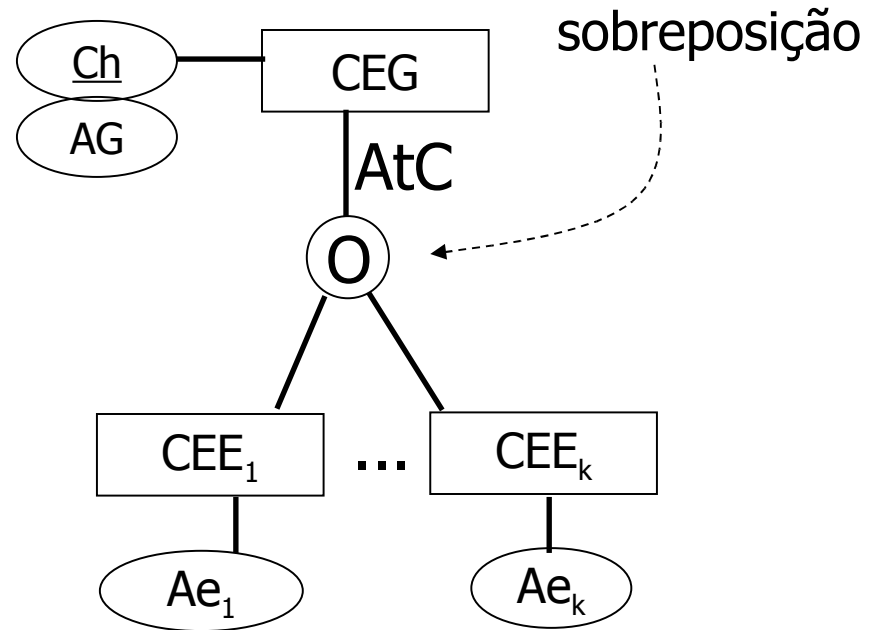 sobreposição
Ch
CEG
AG
AtC
O
CEE₁
...
CEEₖ
Ae₁
Aeₖ